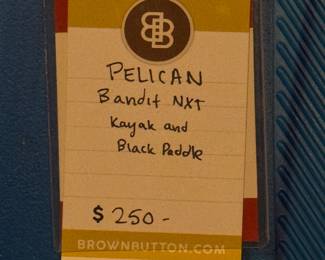 PELICAN
Bandit NXT
Kayak and
Black Paddle
$ 250-
BROWNBUTTON.COM